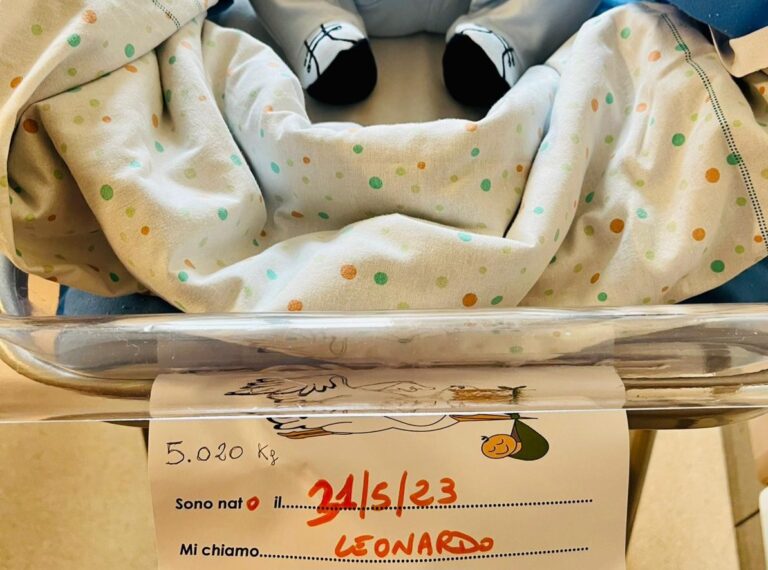 5.020 Kg
Sono nato il 31/5/23
Mi chiamo LEONARDO